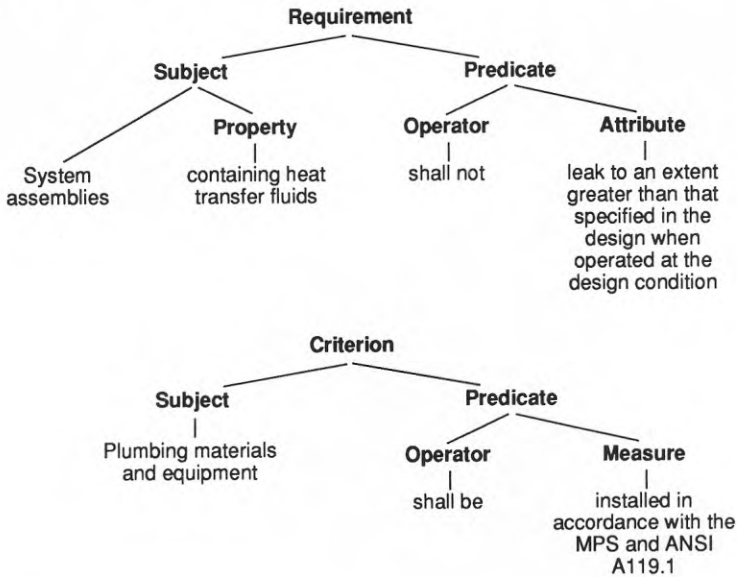 Requirement
Subject
Predicate
Property
Operator
Attribute
System
assemblies
containing heat
transfer fluids
shall not
leak to an extent
greater than that
specified in the
design when
operated at the
design condition
Criterion
Subject
Predicate
Plumbing materials
and equipment
Operator
Measure
shall be
installed in
accordance with the
MPS and ANSI
A119.1